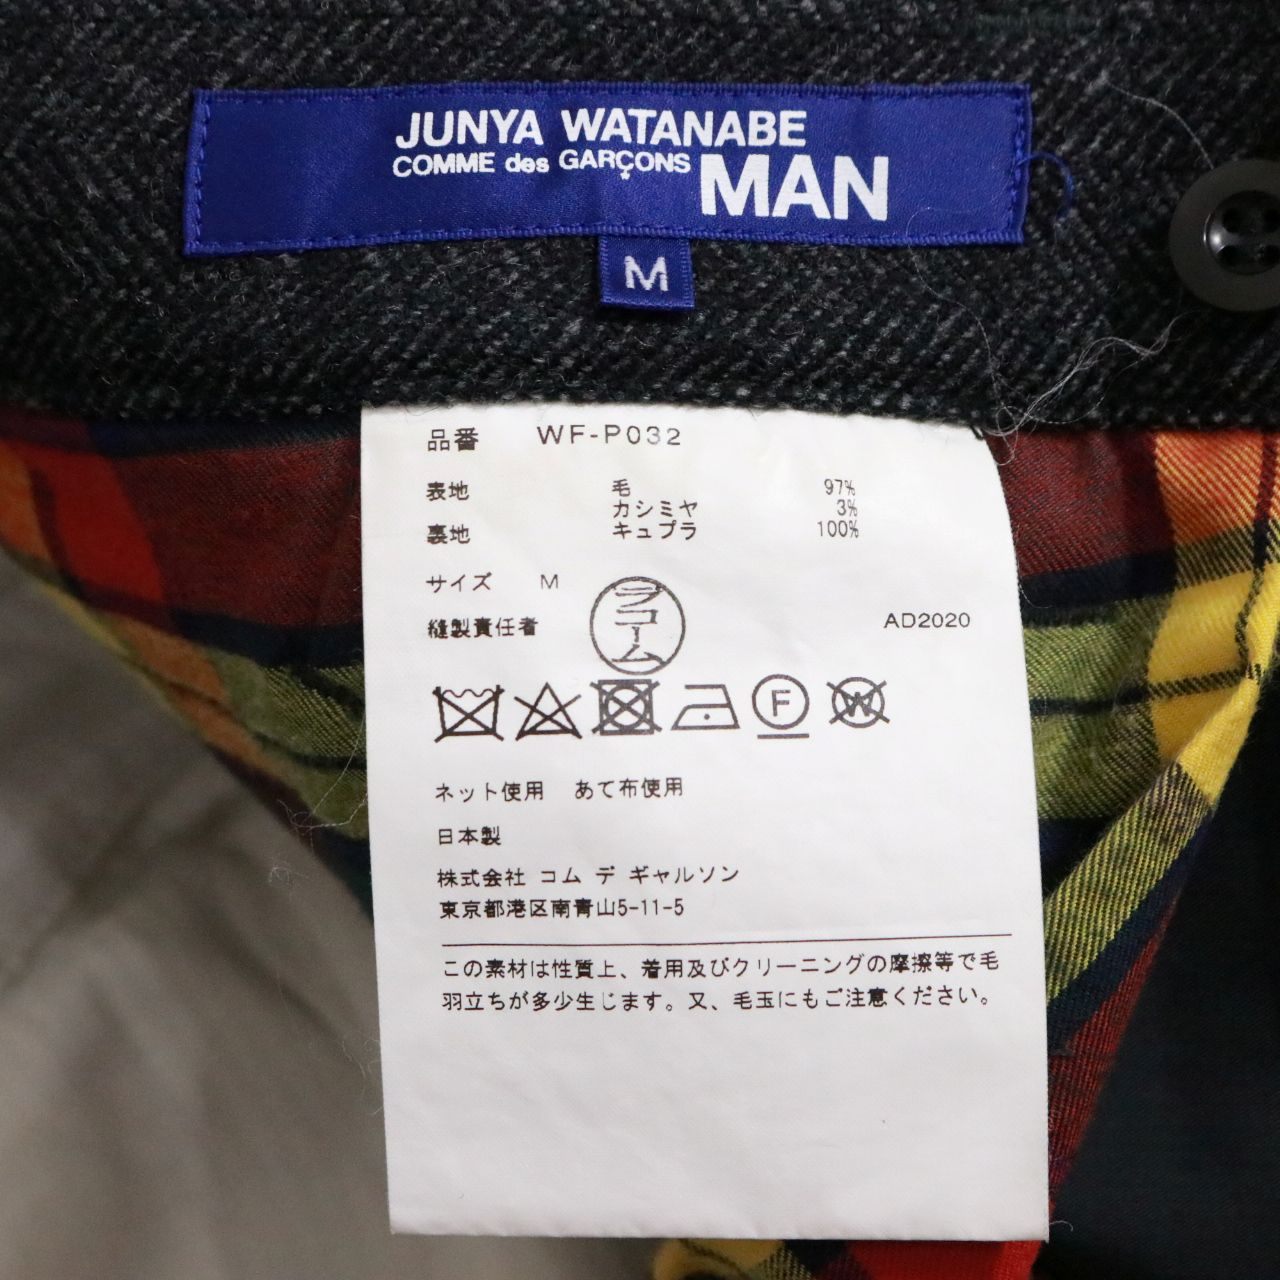 JUNYA WATANABE
COMME des GARÇONS MAN
M
品番 WF-P032
表地 毛 97%
カシミヤ 3%
裏地 キュプラ 100%
サイズ M
縫製責任者 ラコーム AD2020
F W
ネット使用 あて布使用
日本製
株式会社 コム デ ギャルソン
東京都港区南青山5-11-5
この素材は性質上、着用及びクリーニングの摩擦等で毛
羽立ちが多少生じます。又、毛玉にもご注意ください。